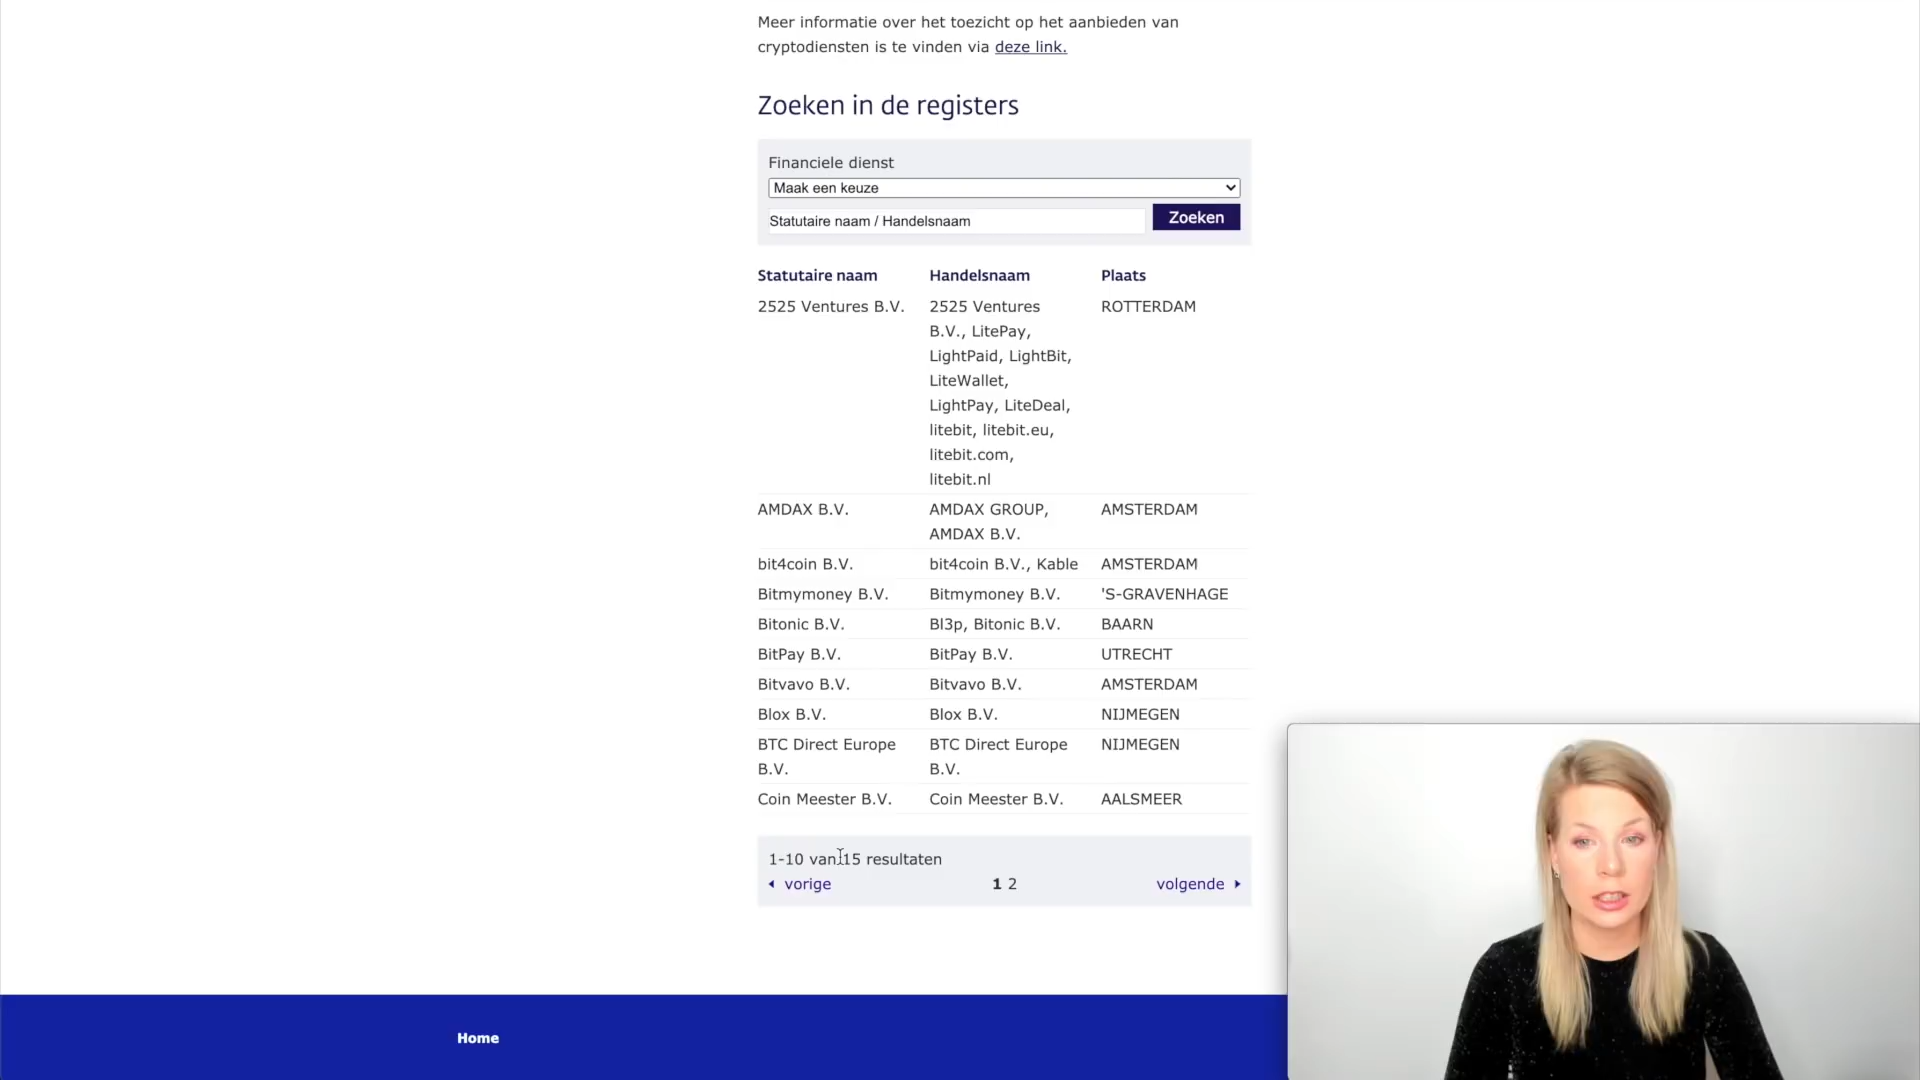 Meer informatie over het toezicht op het aanbieden van
cryptodiensten is te vinden via deze link.
Zoeken in de registers
Financiele dienst
Maak een keuze
Statutaire naam / Handelsnaam
Zoeken
Statutaire naam Handelsnaam Plaats
2525 Ventures B.V. 2525 Ventures ROTTERDAM
B.V., LitePay,
LightPaid, LightBit,
LiteWallet,
LightPay, LiteDeal,
litebit, litebit.eu,
litebit.com,
litebit.nl
AMDAX B.V. AMDAX GROUP, AMSTERDAM
AMDAX B.V.
bit4coin B.V. bit4coin B.V., Kable AMSTERDAM
Bitmymoney B.V. Bitmymoney B.V. 'S-GRAVENHAGE
Bitonic B.V. Bl3p, Bitonic B.V. BAARN
BitPay B.V. BitPay B.V. UTRECHT
Bitvavo B.V. Bitvavo B.V. AMSTERDAM
Blox B.V. Blox B.V. NIJMEGEN
BTC Direct Europe BTC Direct Europe NIJMEGEN
B.V. B.V.
Coin Meester B.V. Coin Meester B.V. AALSMEER
1-10 van 15 resultaten
vorige 1 2 volgende
Home